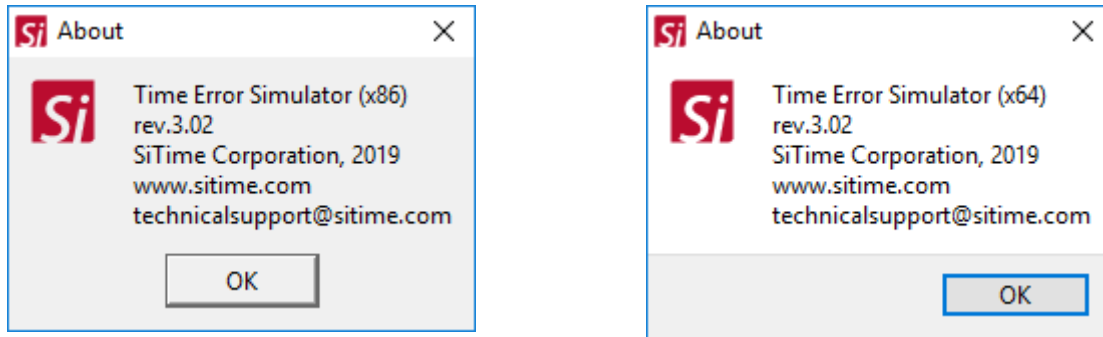 Si About
Si
Time Error Simulator (x86)
rev.3.02
SiTime Corporation, 2019
www.sitime.com
technicalsupport@sitime.com
OK
Si About
Si
Time Error Simulator (x64)
rev.3.02
SiTime Corporation, 2019
www.sitime.com
technicalsupport@sitime.com
OK